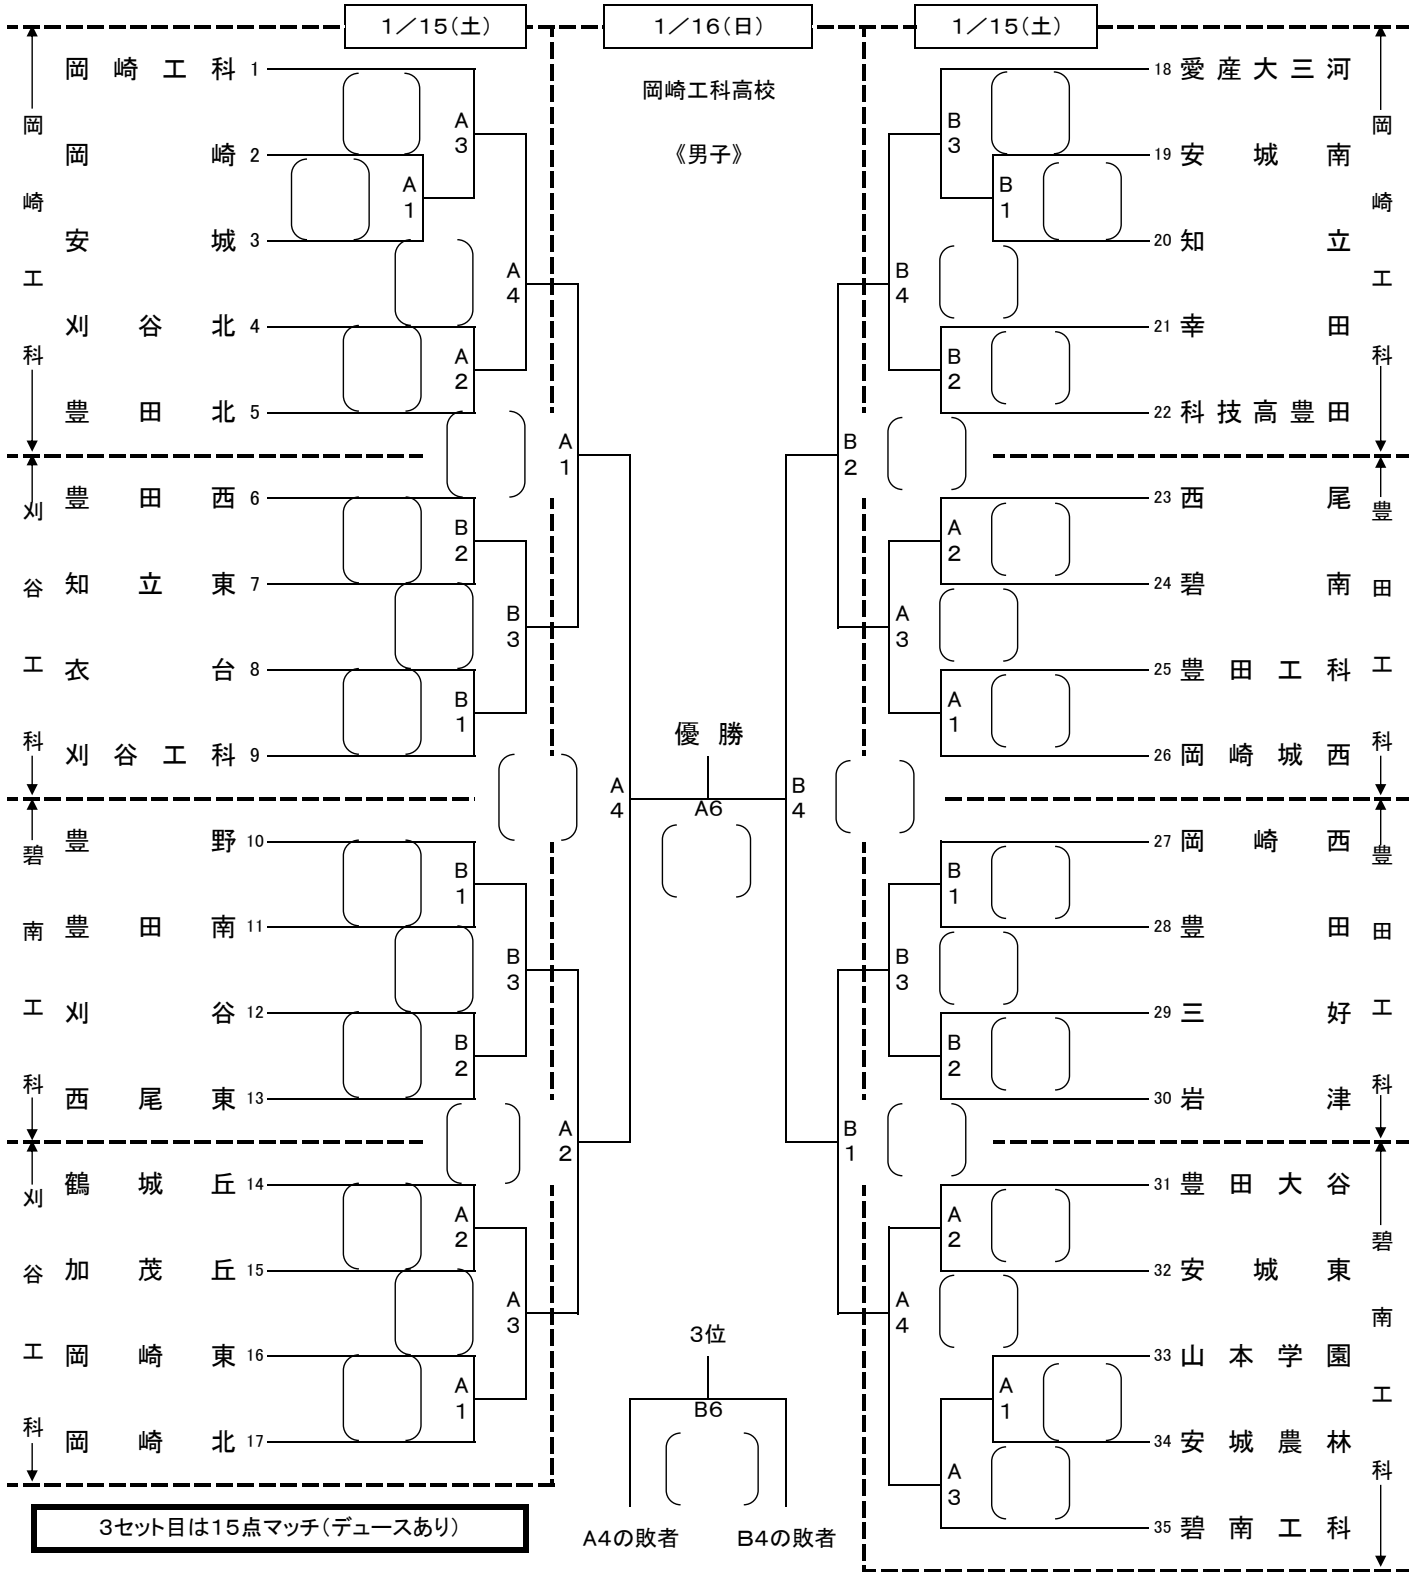 1／15(土)
1／16(日)
1／15(土)
岡崎工科高校
《男子》
岡崎工科
岡崎工科 1
岡崎 2
安城 3
刈谷北 4
豊田北 5
A3
A1
A4
A2
A1
刈谷工科
豊田西 6
知立東 7
衣台 8
刈谷工科 9
B2
B3
B1
A4
碧南工科
豊野 10
豊田南 11
刈谷 12
西尾東 13
B1
B3
B2
A2
刈谷工科
鶴城丘 14
加茂丘 15
岡崎東 16
岡崎北 17
A2
A3
A1
3セット目は15点マッチ(デュースあり)
優勝
A6
3位
B6
A4の敗者
B4の敗者
岡崎工科
18 愛産大三河
19 安城南
20 知立
21 幸田
22 科技高豊田
B3
B1
B4
B2
B2
豊田工科
23 西尾
24 碧南
25 豊田工科
26 岡崎城西
A2
A3
A1
B4
豊田工科
27 岡崎西
28 豊田
29 三好
30 岩津
B1
B3
B2
B1
碧南工科
31 豊田大谷
32 安城東
33 山本学園
34 安城農林
35 碧南工科
A2
A4
A1
A3